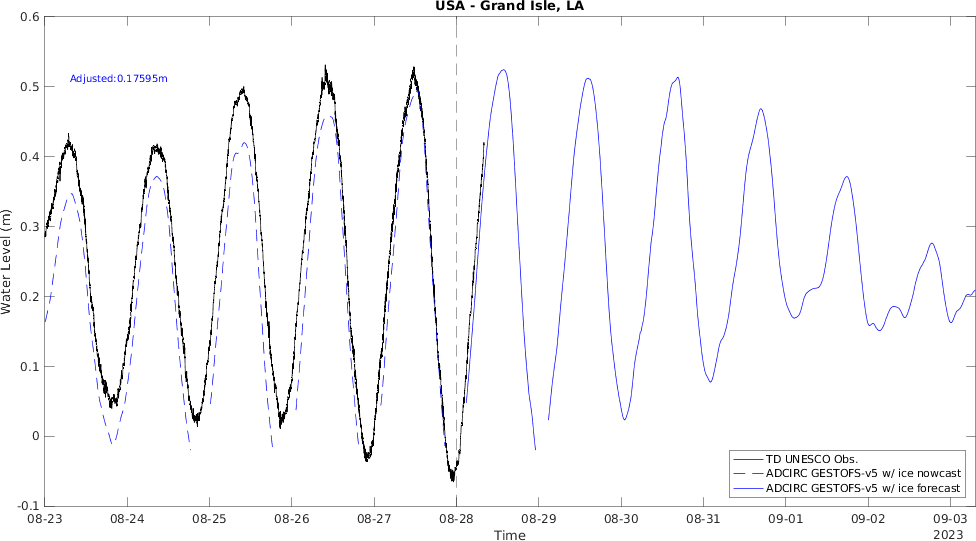 USA - Grand Isle, LA
0.6
Adjusted:0.17595m
0.5
0.4
0.3
0.2
0.1
0
-0.1
Water Level (m)
TD UNESCO Obs.
ADCIRC GESTOFS-v5 w/ ice nowcast
ADCIRC GESTOFS-v5 w/ ice forecast
08-23 08-24 08-25 08-26 08-27 08-28 08-29 08-30 08-31 09-01 09-02 09-03
Time
2023